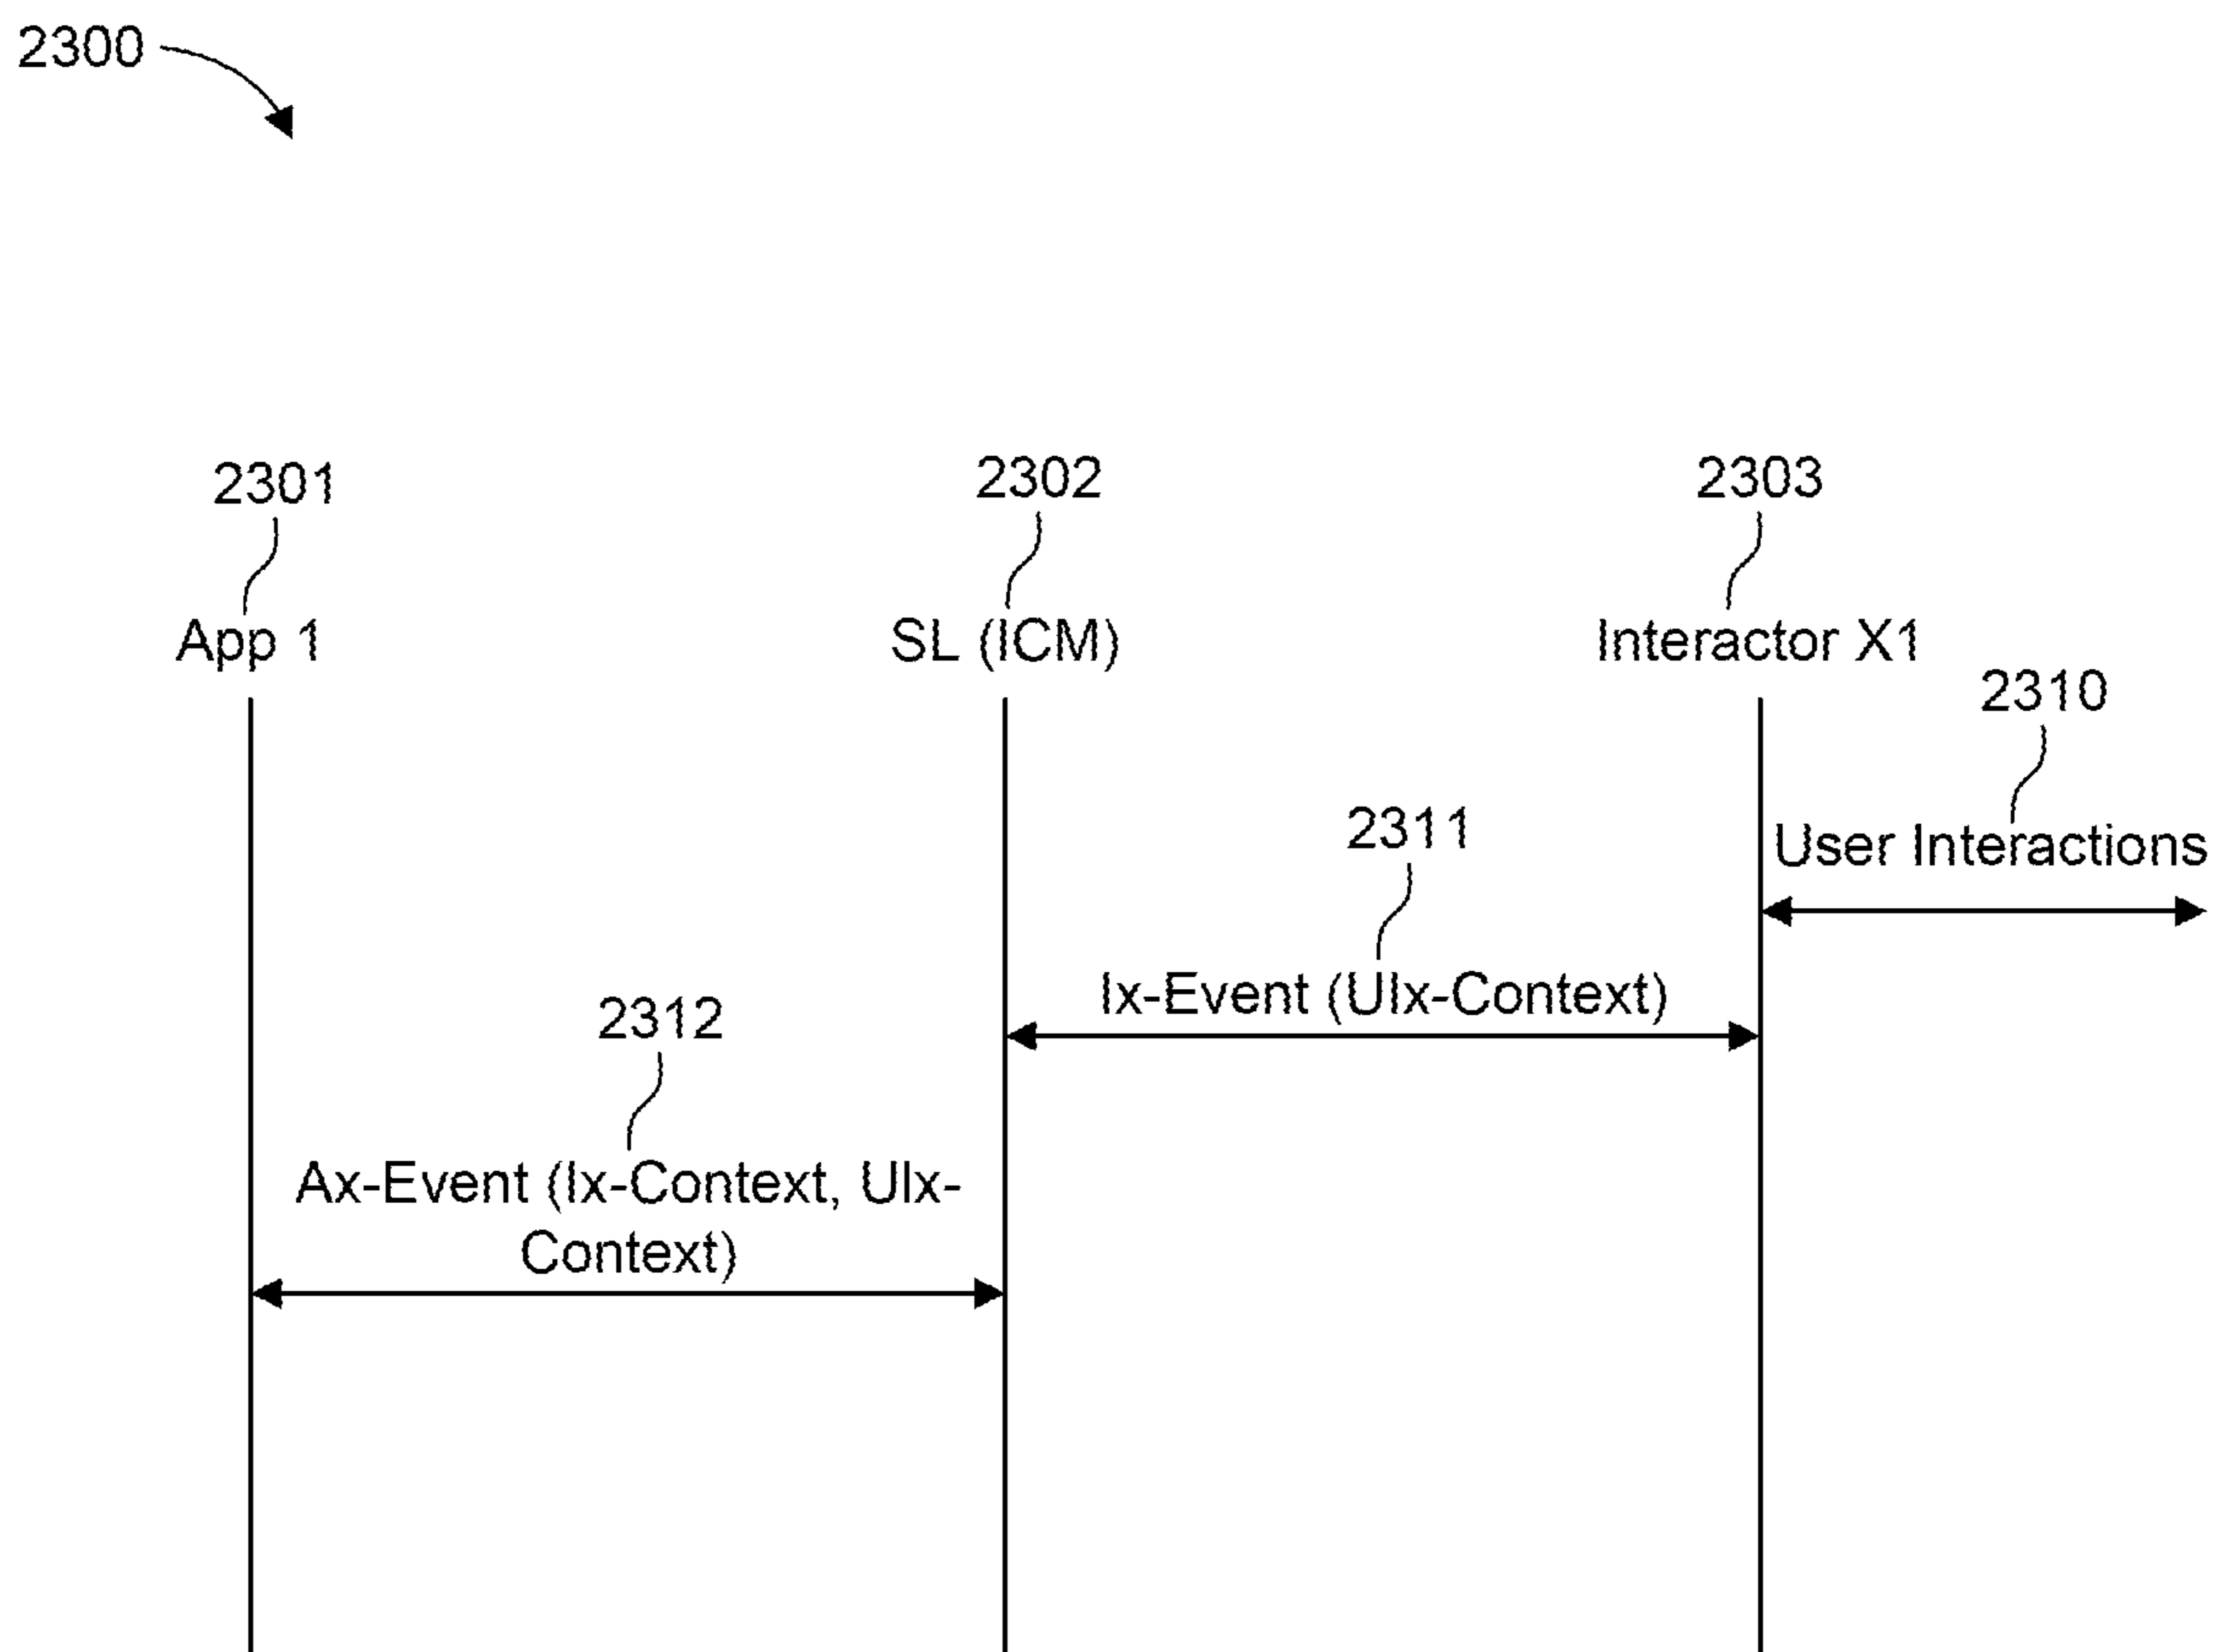 2300
2301
2302
2303
App 1
SL (ICM)
Interactor X1
2310
2311
User Interactions
Ix-Event (UIx-Context)
2312
Ax-Event (Ix-Context, UIx-
Context)